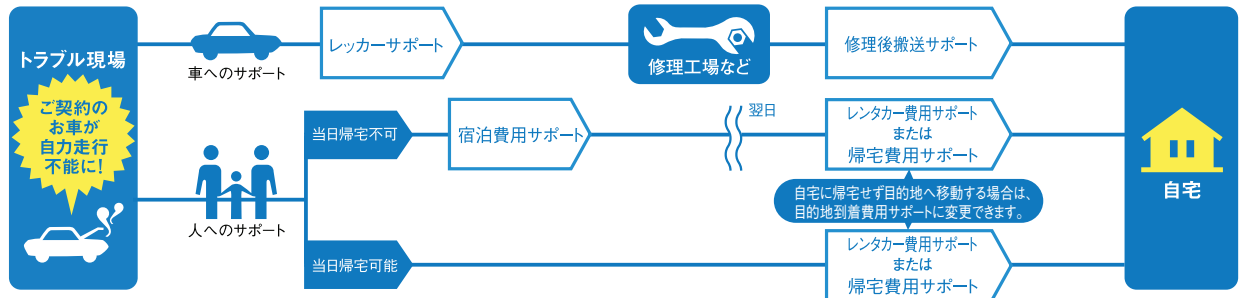 トラブル現場
ご契約の
お車が
自力走行
不能に!
車へのサポート
レッカーサポート
修理工場など
修理後搬送サポート
人へのサポート
当日帰宅不可
宿泊費用サポート
翌日
レンタカー費用サポート
または
帰宅費用サポート
自宅に帰宅せず目的地へ移動する場合は、
目的地到着費用サポートに変更できます。
当日帰宅可能
レンタカー費用サポート
または
帰宅費用サポート
自宅